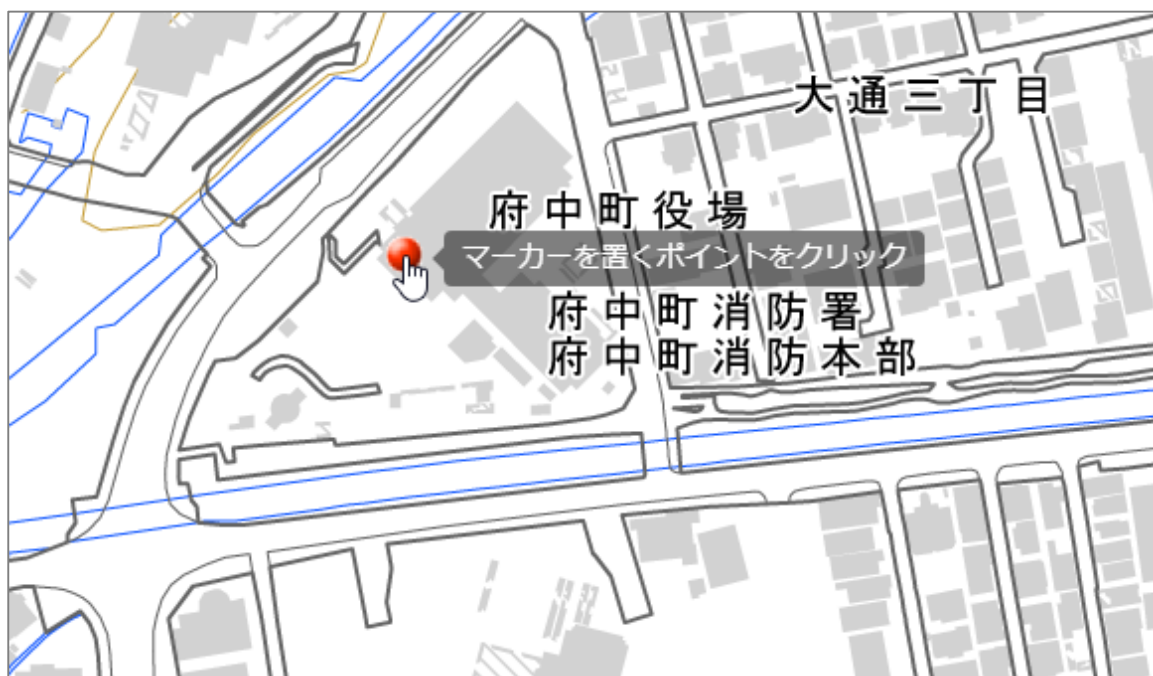 大通三丁目
府中町役場
マーカーを置くポイントをクリック
府中町消防署
府中町消防本部